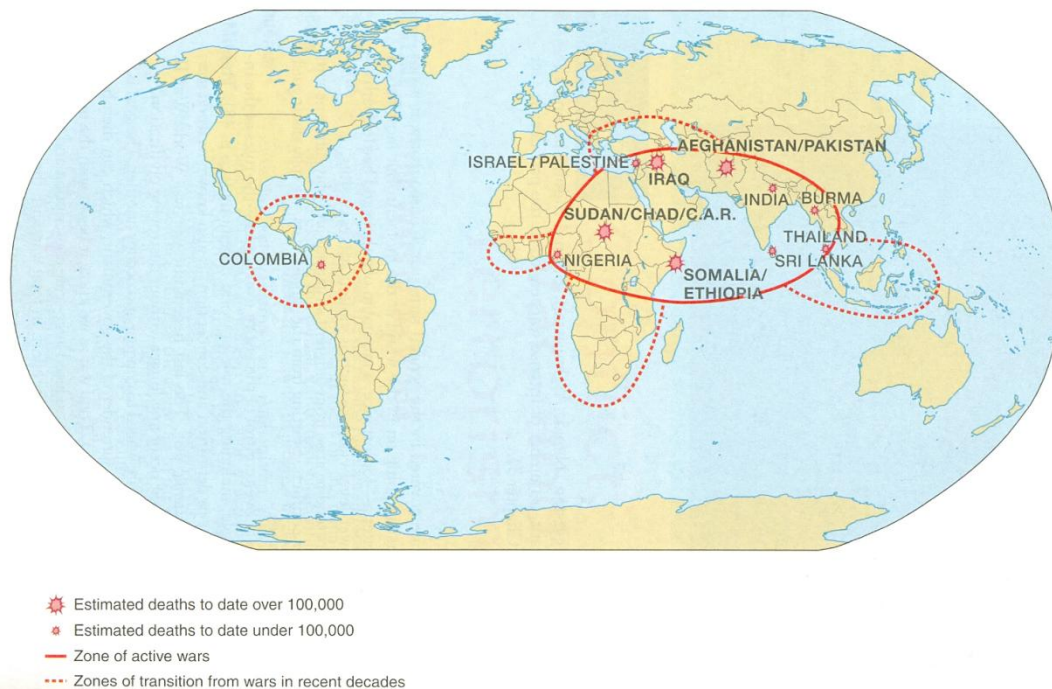 ISRAEL / PALESTINE
AEGHANISTAN/PAKISTAN
IRAQ
INDIA
BURMA
SUDAN/CHAD/C.A.R.
THAILAND
COLOMBIA
NIGERIA
SRI LANKA
SOMALIA/
ETHIOPIA
Estimated deaths to date over 100,000
Estimated deaths to date under 100,000
Zone of active wars
Zones of transition from wars in recent decades